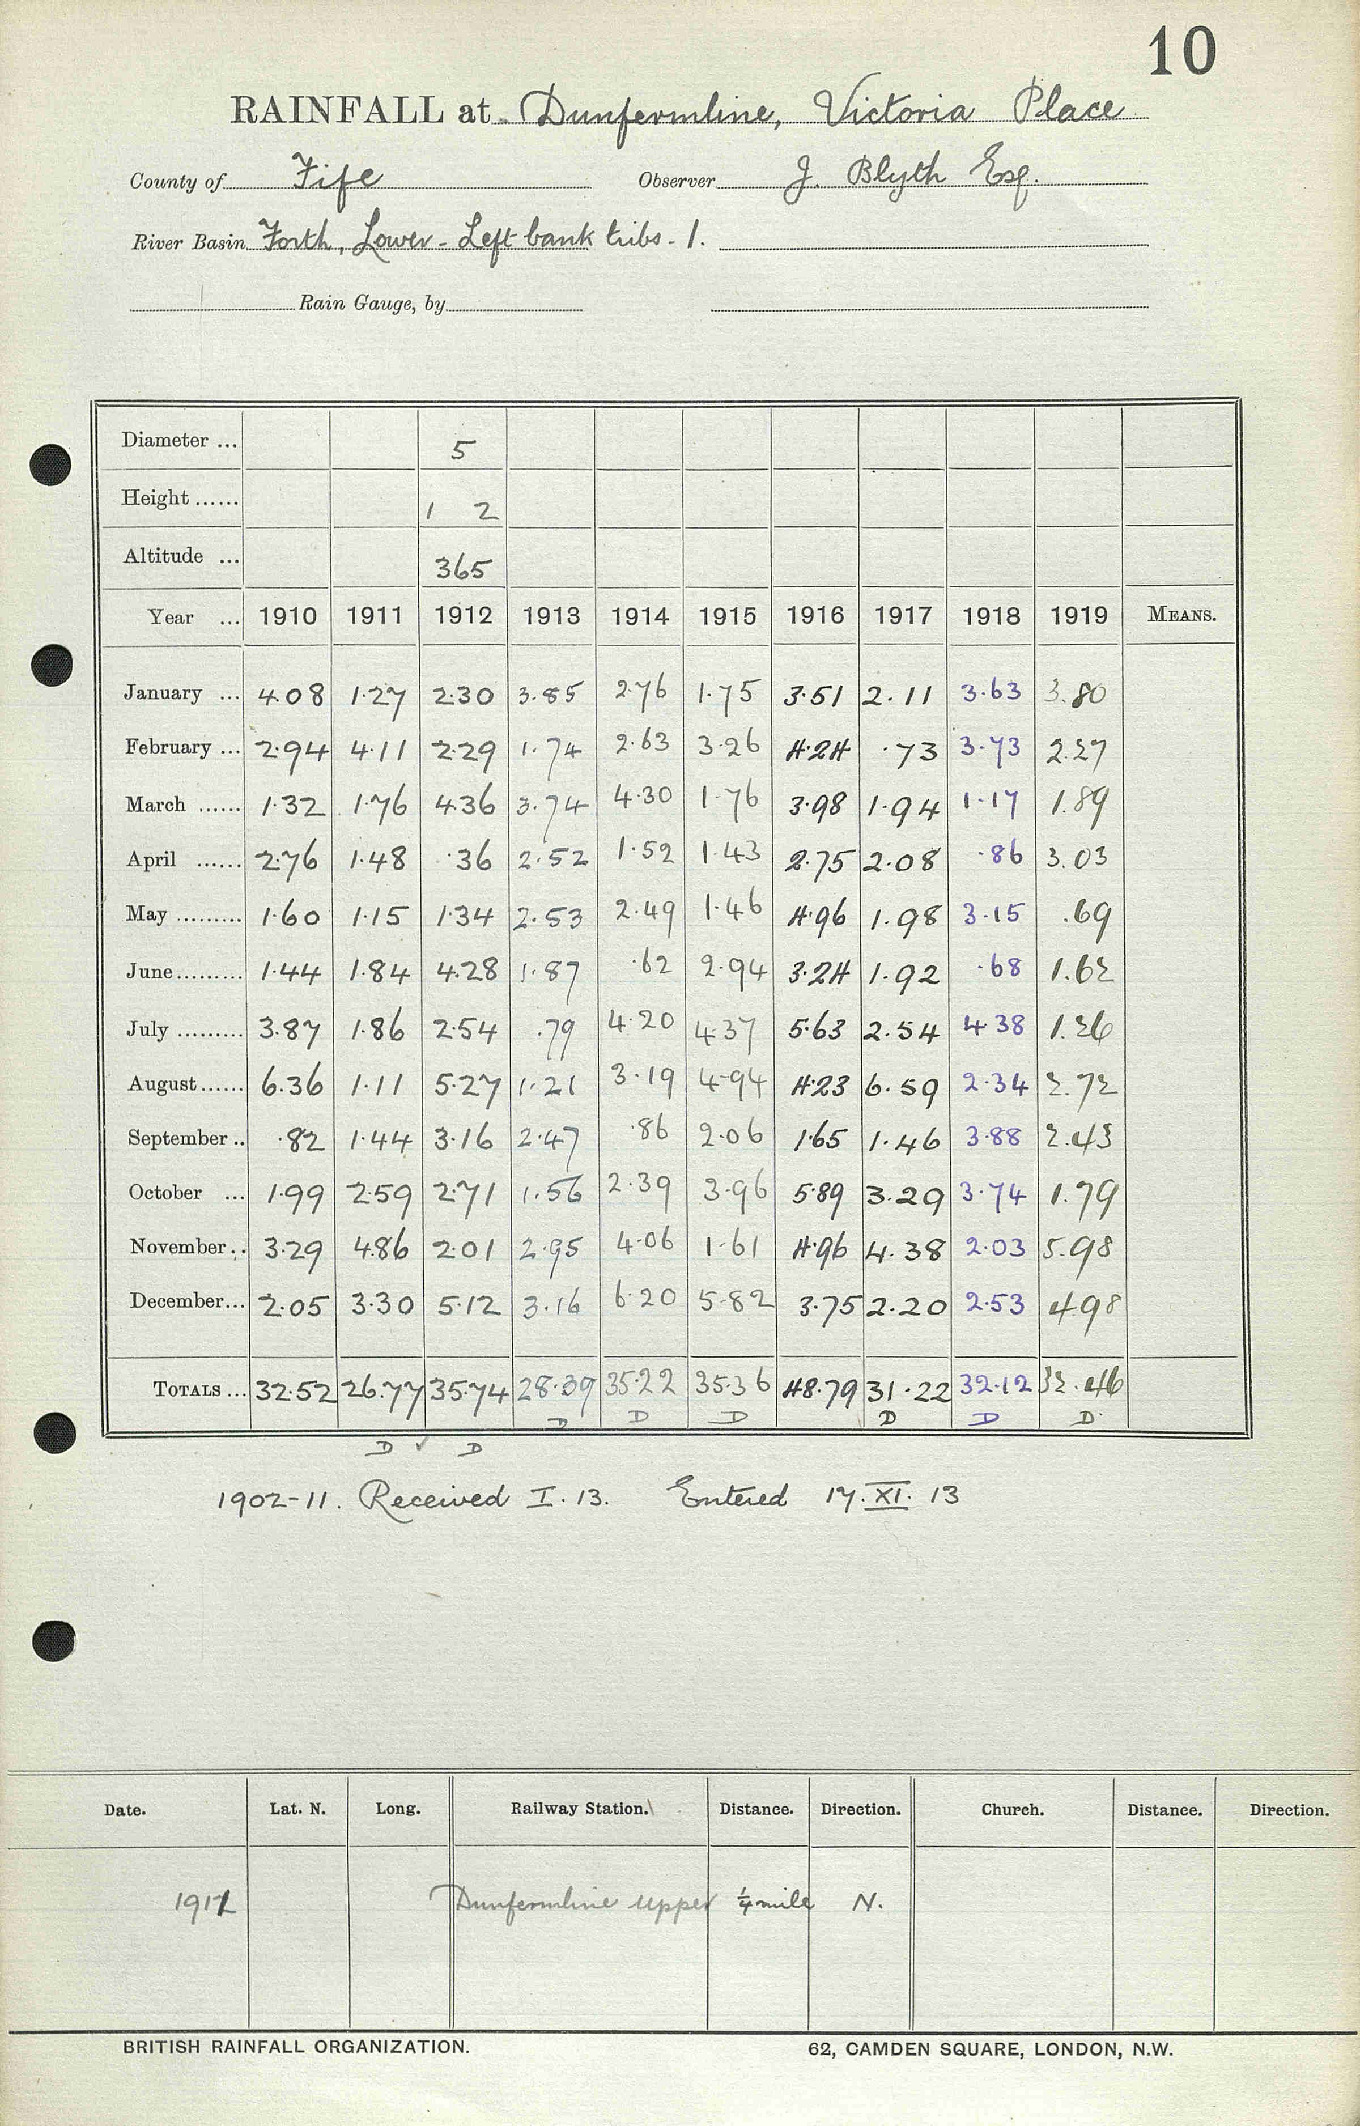 10
RAINFALL at Dunfermline, Victoria Place
County of Fife Observer J. Blyth Esq.
River Basin Forth, Lower - Left bank tribs - 1.
Rain Gauge, by
Diameter ... 5
Height ...... 1 2
Altitude ... 365
Year ... 1910 1911 1912 1913 1914 1915 1916 1917 1918 1919 MEANS.
January ... 4.08 1.27 2.30 3.85 2.76 1.75 3.51 2.11 3.63 3.80
February ... 2.94 4.11 2.29 1.74 2.63 3.26 4.24 .73 3.73 2.27
March ...... 1.32 1.76 4.36 3.74 4.30 1.76 3.98 1.94 1.17 1.89
April ...... 2.76 1.48 .36 2.52 1.52 1.43 2.75 2.08 .86 3.03
May ......... 1.60 1.15 1.34 2.53 2.49 1.46 4.96 1.98 3.15 .69
June ......... 1.44 1.84 4.28 1.87 .62 2.94 3.24 1.92 .68 1.62
July ......... 3.87 1.86 2.54 .79 4.20 4.37 5.63 2.54 4.38 1.26
August ...... 6.36 1.11 5.27 1.21 3.19 4.94 4.23 6.59 2.34 2.72
September .. .82 1.44 3.16 2.47 .86 2.06 1.65 1.46 3.88 2.43
October ... 1.99 2.59 2.71 1.56 2.39 3.96 5.89 3.29 3.74 1.79
November .. 3.29 4.86 2.01 2.95 4.06 1.61 4.96 4.38 2.03 5.98
December ... 2.05 3.30 5.12 3.16 6.20 5.82 3.75 2.20 2.53 4.98
TOTALS ... 32.52 26.77 35.74 28.39 35.22 35.36 48.79 31.22 32.12 32.46
D D D D D D
D ✓ D
1902-11. Received I. 13. Entered 17. XI. 13
Date. Lat. N. Long. Railway Station. Distance. Direction. Church. Distance. Direction.
1911 Dunfermline Upper ¼ mile N.
BRITISH RAINFALL ORGANIZATION. 62, CAMDEN SQUARE, LONDON, N.W.